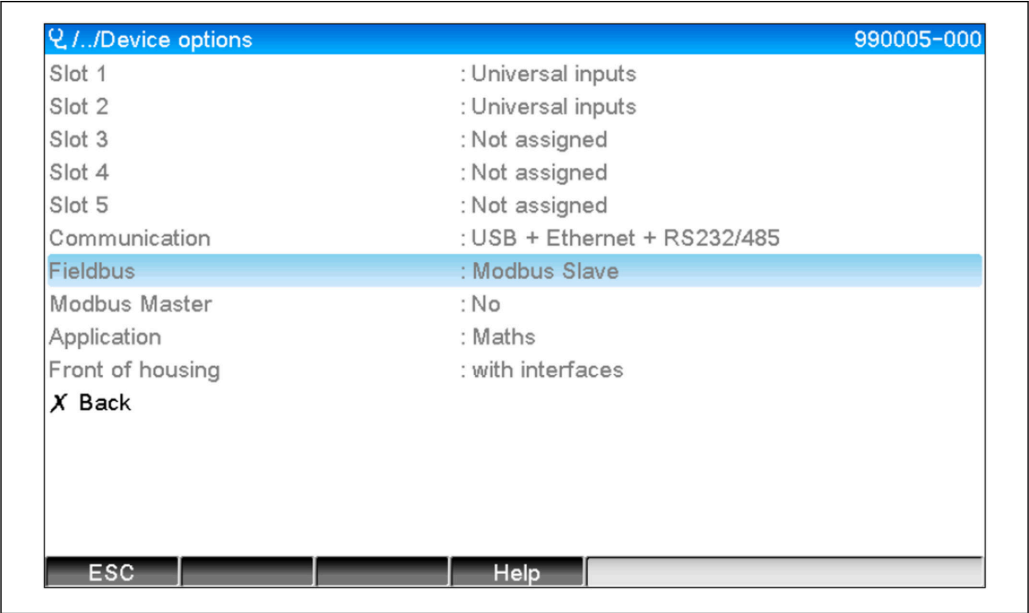 /../Device options 990005-000
Slot 1 : Universal inputs
Slot 2 : Universal inputs
Slot 3 : Not assigned
Slot 4 : Not assigned
Slot 5 : Not assigned
Communication : USB + Ethernet + RS232/485
Fieldbus : Modbus Slave
Modbus Master : No
Application : Maths
Front of housing : with interfaces
X Back
ESC Help